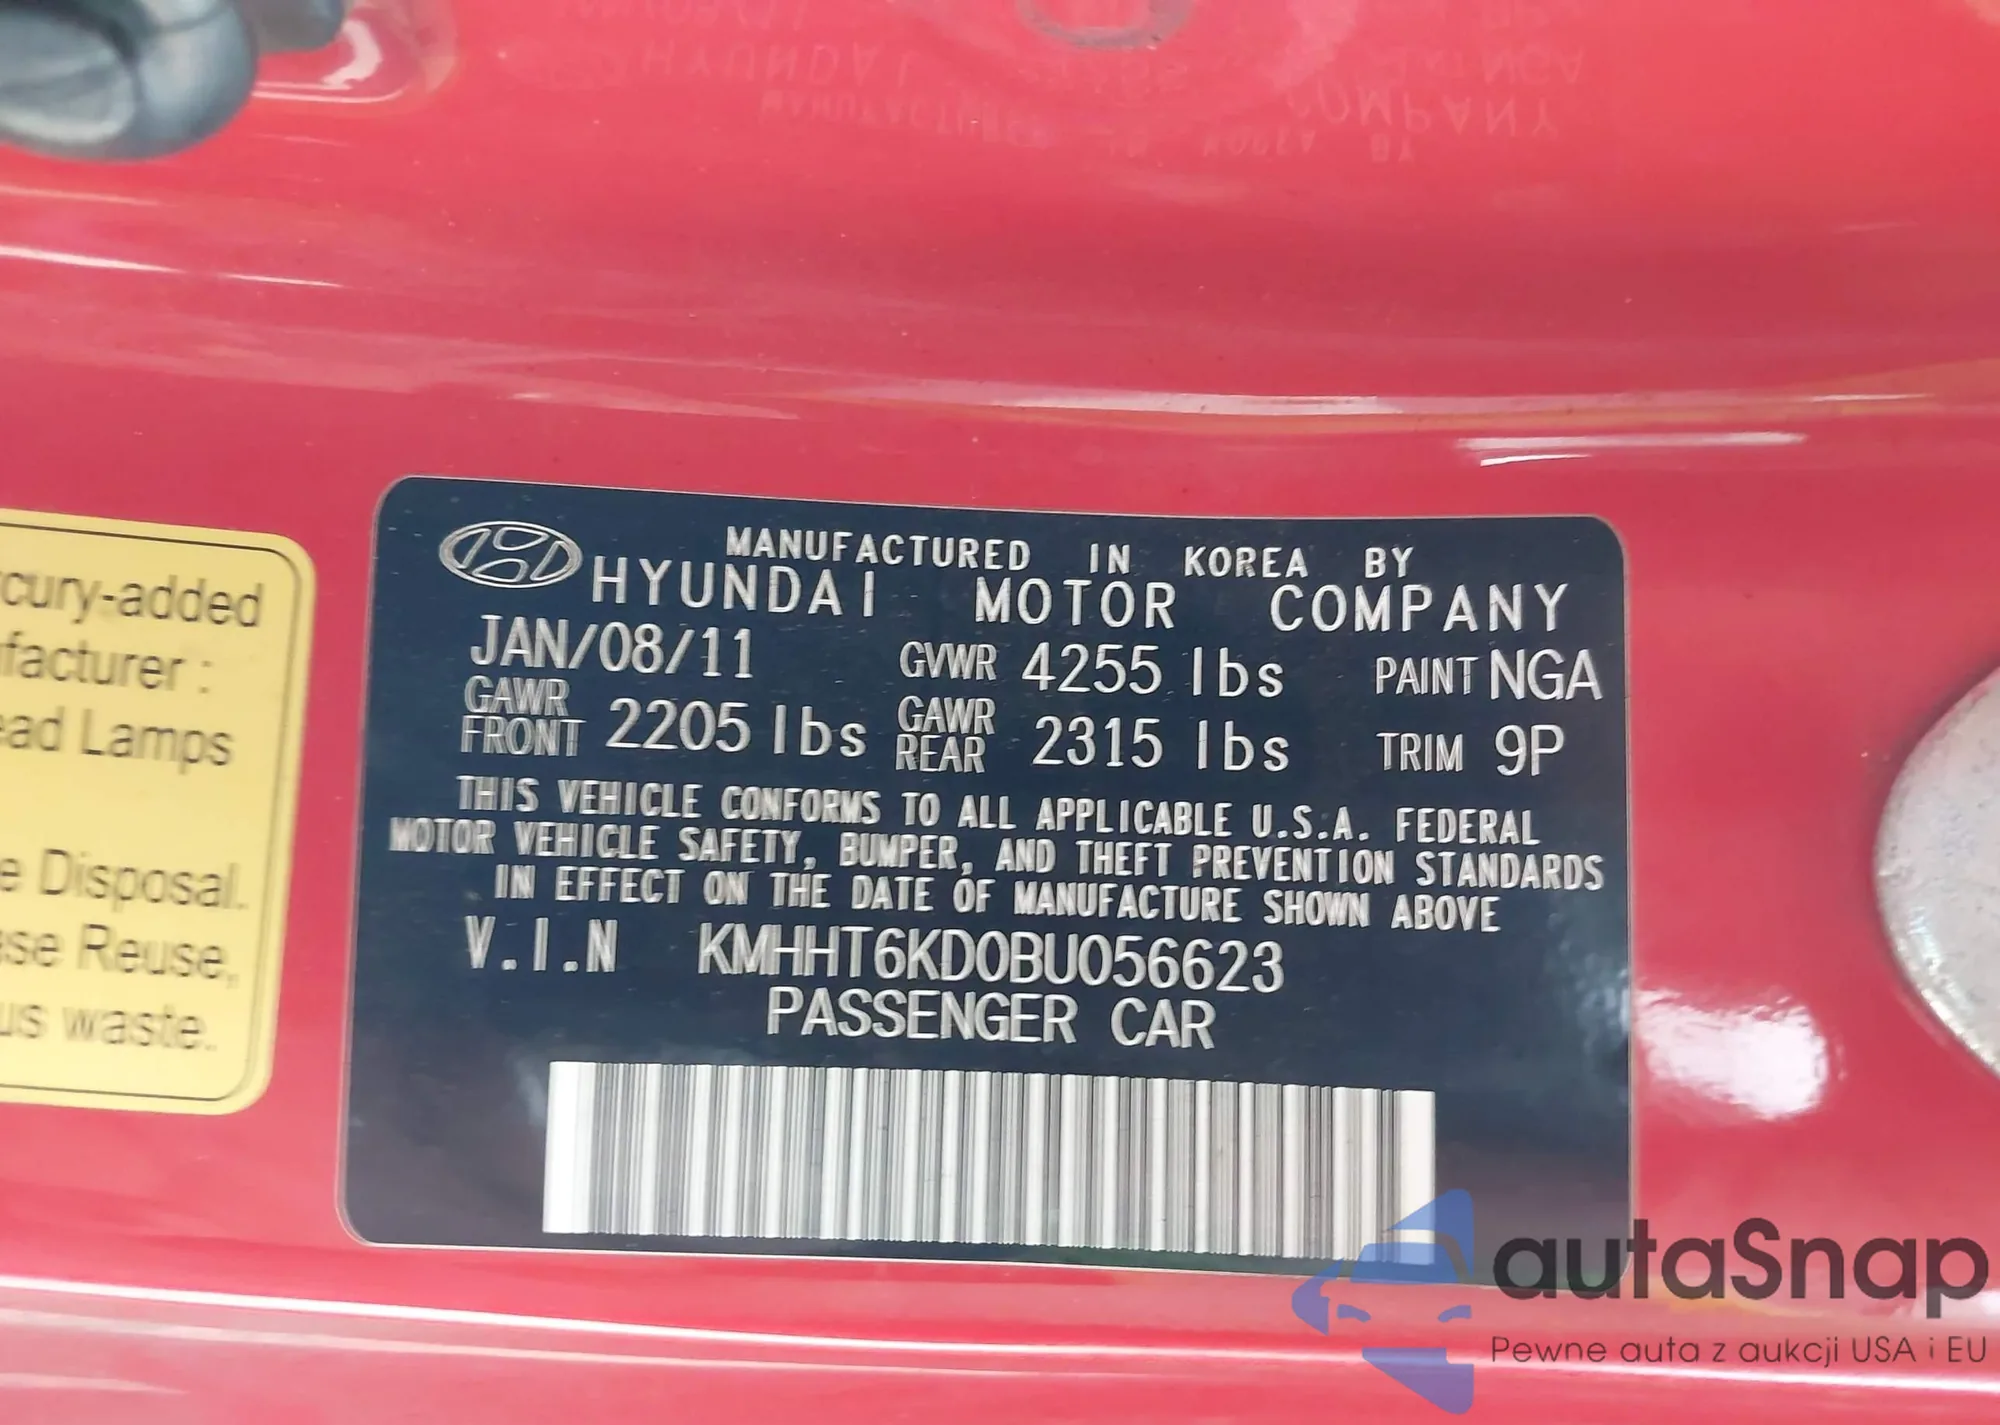 MANUFACTURED IN KOREA BY
HYUNDAI MOTOR COMPANY
JAN/08/11 GVWR 4255 lbs PAINT NGA
GAWR FRONT 2205 lbs GAWR REAR 2315 lbs TRIM 9P
THIS VEHICLE CONFORMS TO ALL APPLICABLE U.S.A. FEDERAL
MOTOR VEHICLE SAFETY, BUMPER, AND THEFT PREVENTION STANDARDS
IN EFFECT ON THE DATE OF MANUFACTURE SHOWN ABOVE
V.I.N KMHHT6KD0BU056623
PASSENGER CAR
rcury-added
ufacturer :
ead Lamps
e Disposal.
ase Reuse,
us waste.
autaSnap
Pewne auta z aukcji USA i EU